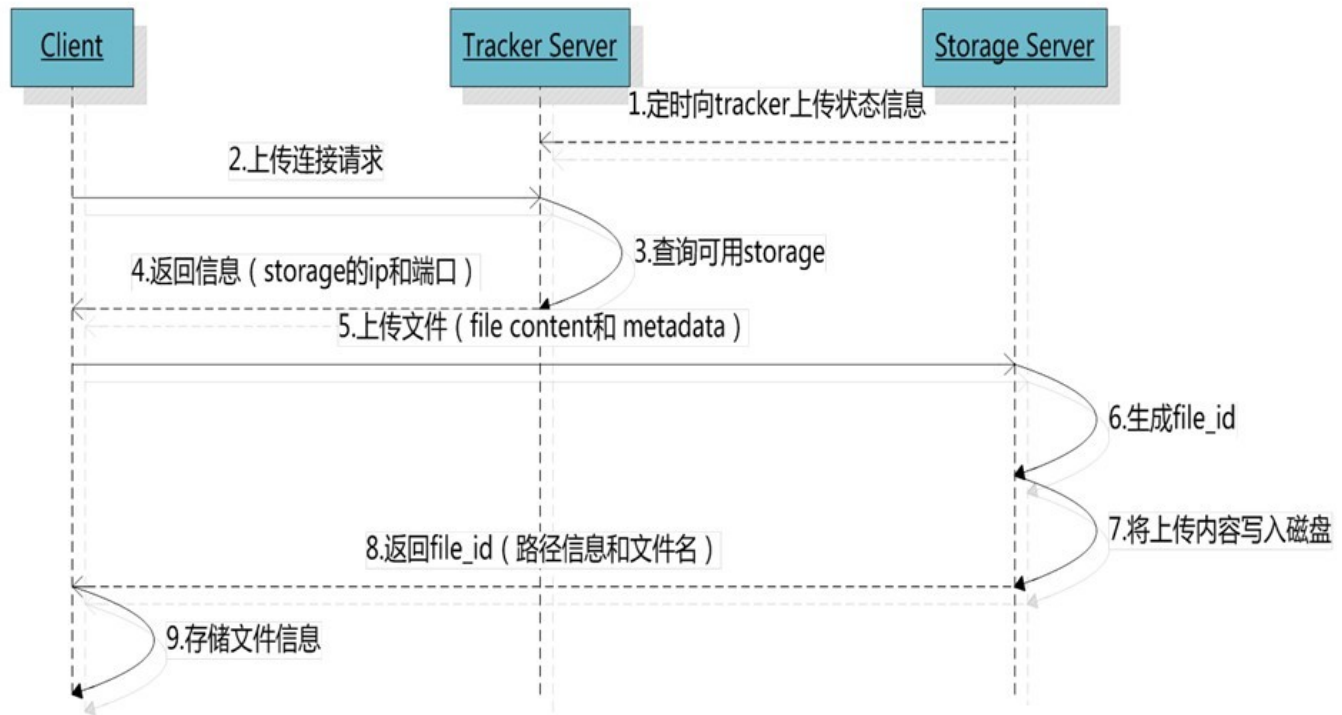 Client
Tracker Server
Storage Server
1.定时向tracker上传状态信息
2.上传连接请求
3.查询可用storage
4.返回信息（storage的ip和端口）
5.上传文件（file content和 metadata）
6.生成file_id
7.将上传内容写入磁盘
8.返回file_id（路径信息和文件名）
9.存储文件信息